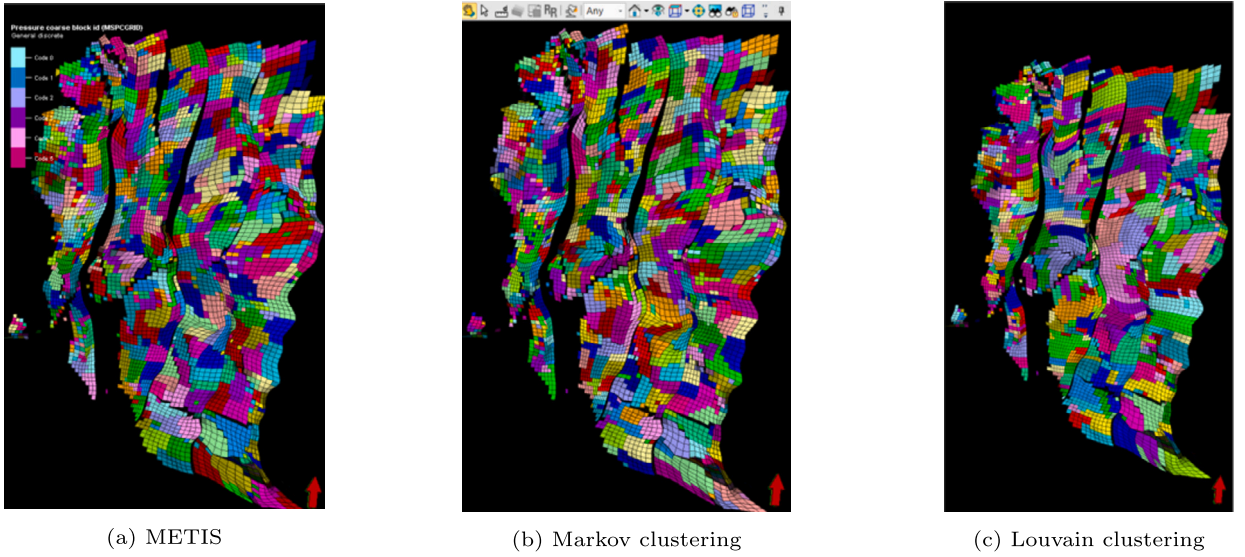 Pressure coarse block id (MSPCGRID)
General discrete
Code 0
Code 1
Code 2
Code 5
Any
(a) METIS
(b) Markov clustering
(c) Louvain clustering